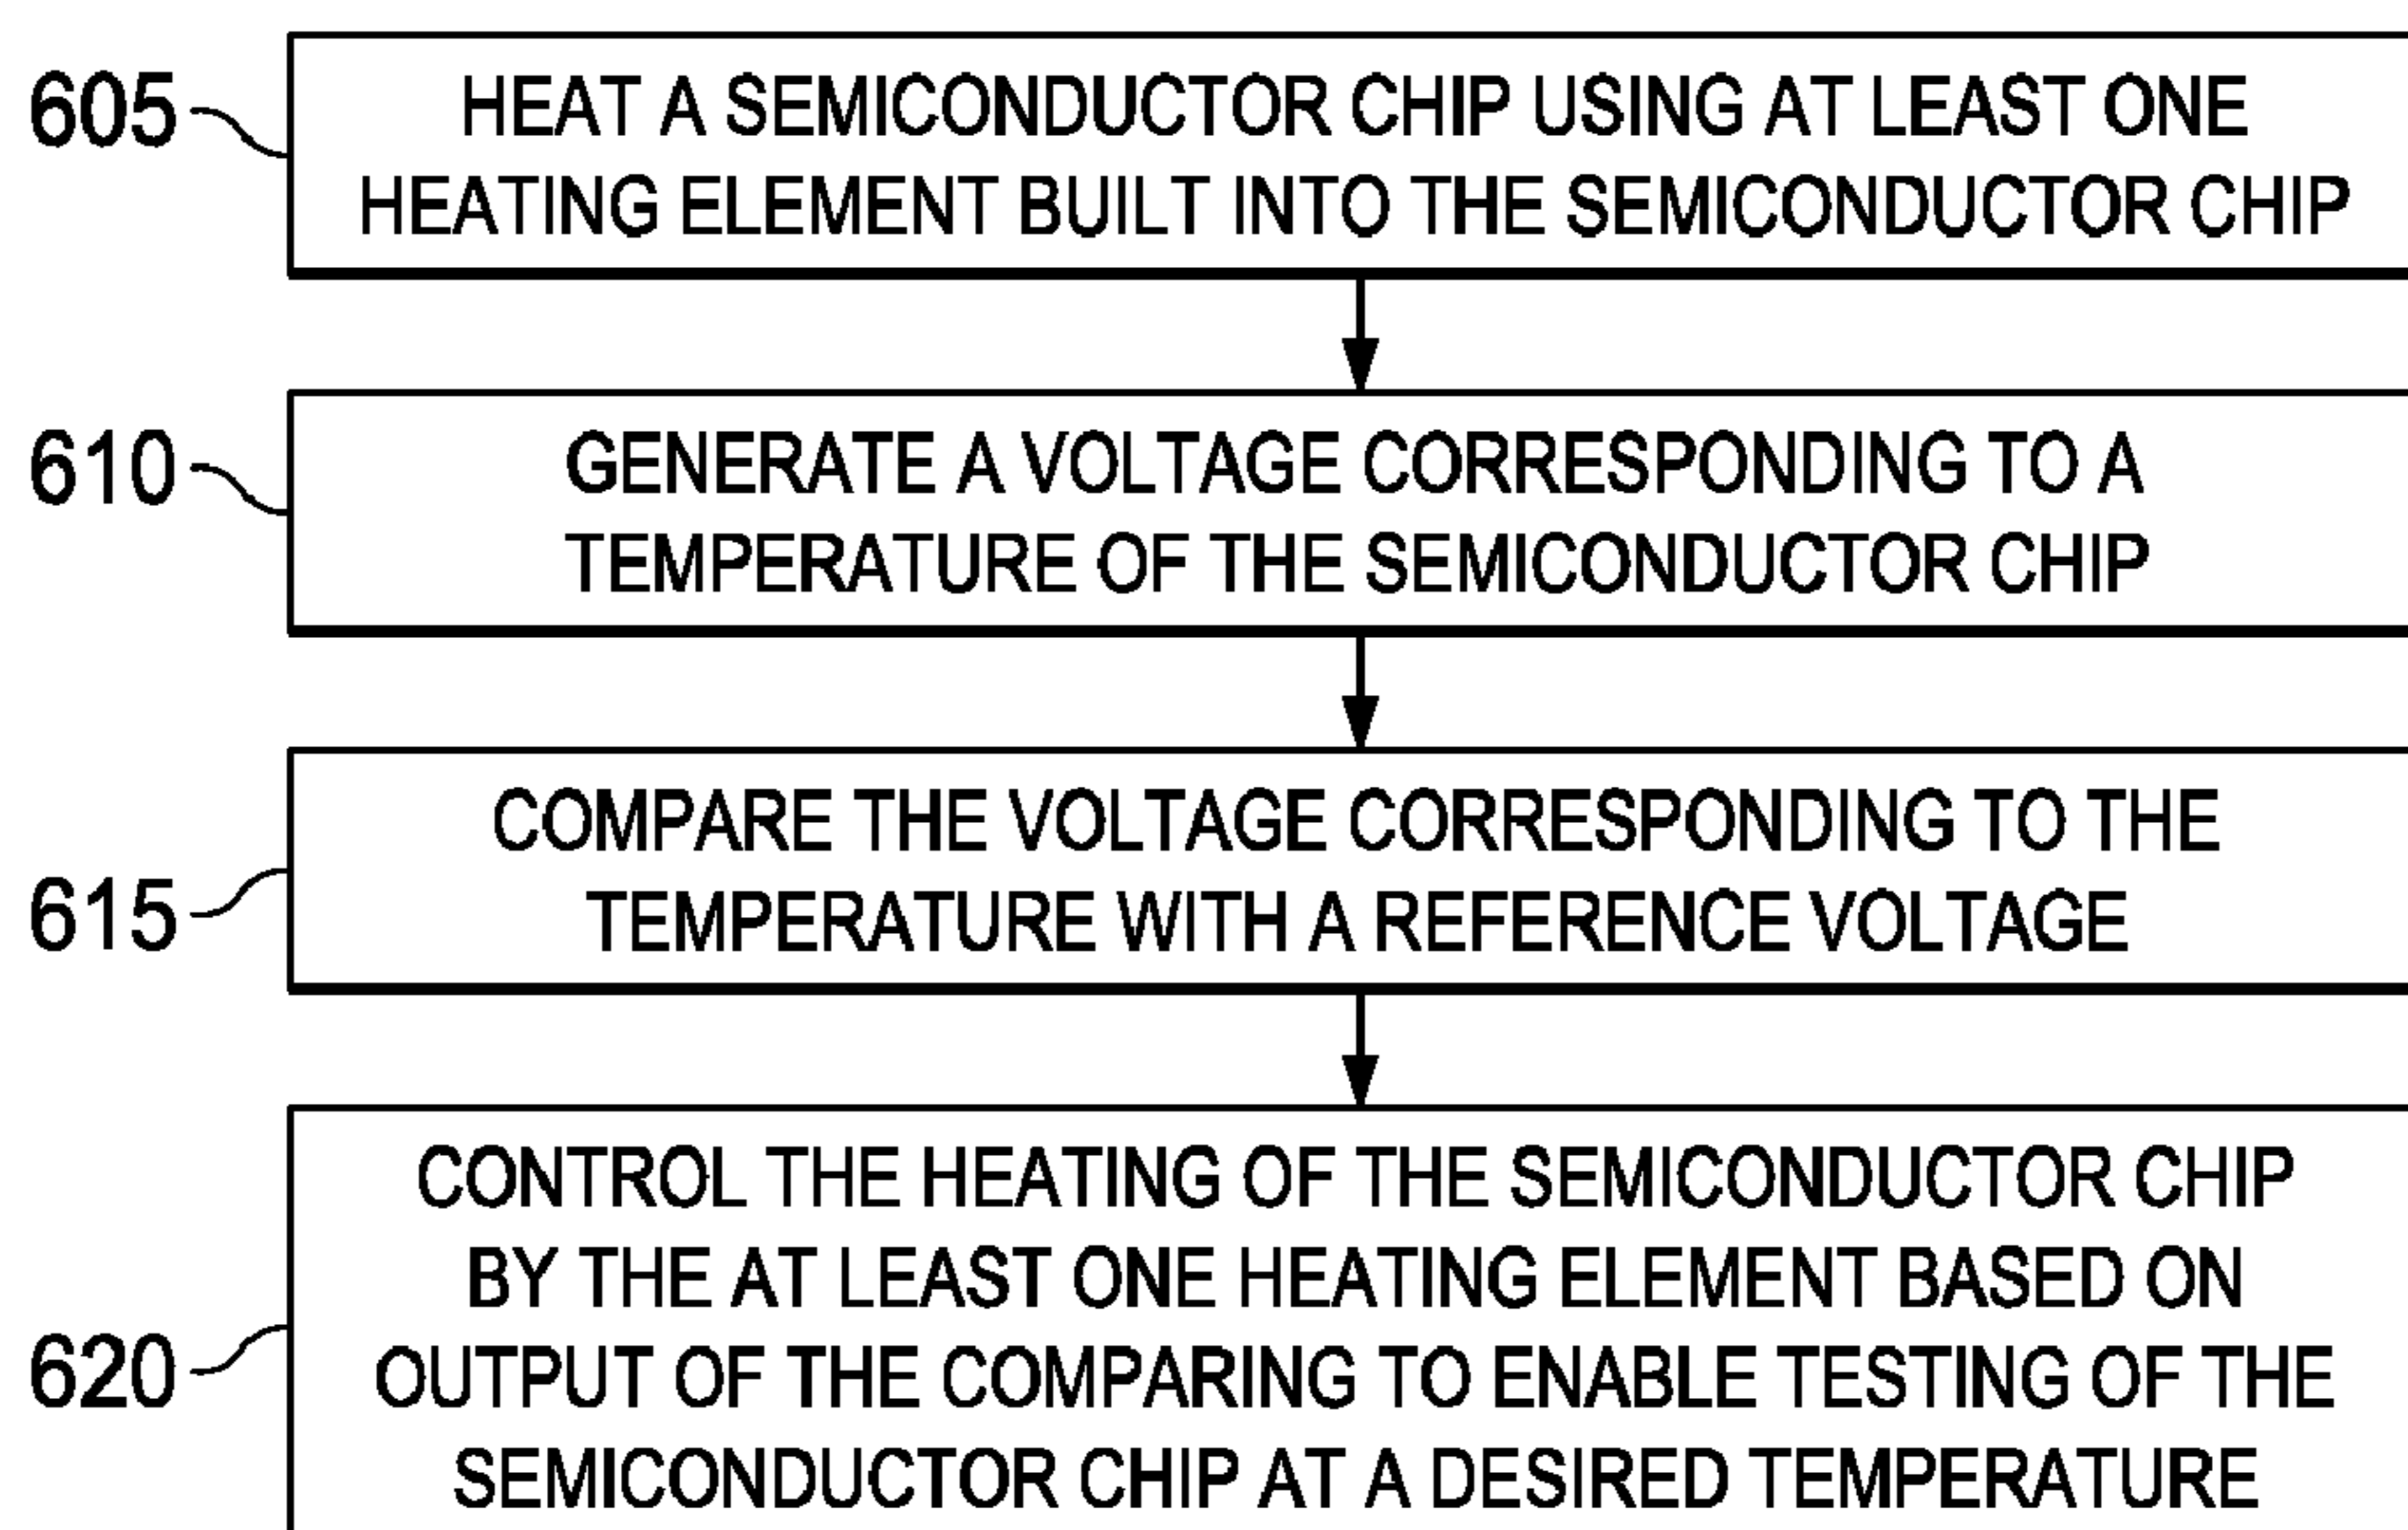 605
HEAT A SEMICONDUCTOR CHIP USING AT LEAST ONE
HEATING ELEMENT BUILT INTO THE SEMICONDUCTOR CHIP
610
GENERATE A VOLTAGE CORRESPONDING TO A
TEMPERATURE OF THE SEMICONDUCTOR CHIP
615
COMPARE THE VOLTAGE CORRESPONDING TO THE
TEMPERATURE WITH A REFERENCE VOLTAGE
620
CONTROL THE HEATING OF THE SEMICONDUCTOR CHIP
BY THE AT LEAST ONE HEATING ELEMENT BASED ON
OUTPUT OF THE COMPARING TO ENABLE TESTING OF THE
SEMICONDUCTOR CHIP AT A DESIRED TEMPERATURE